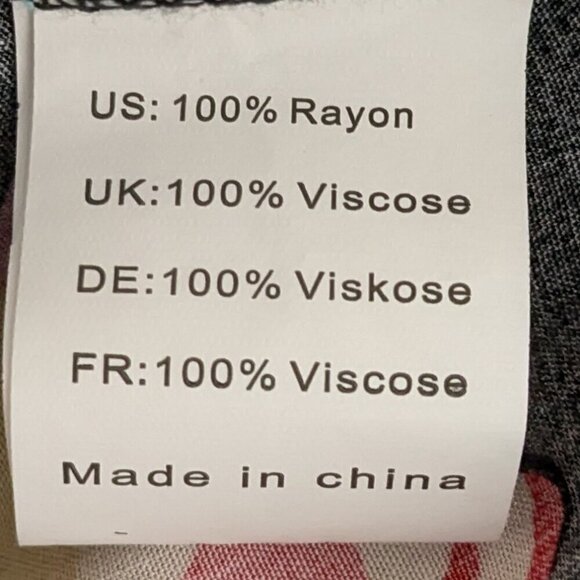 US: 100% Rayon
UK:100% Viscose
DE:100% Viskose
FR:100% Viscose
Made in china